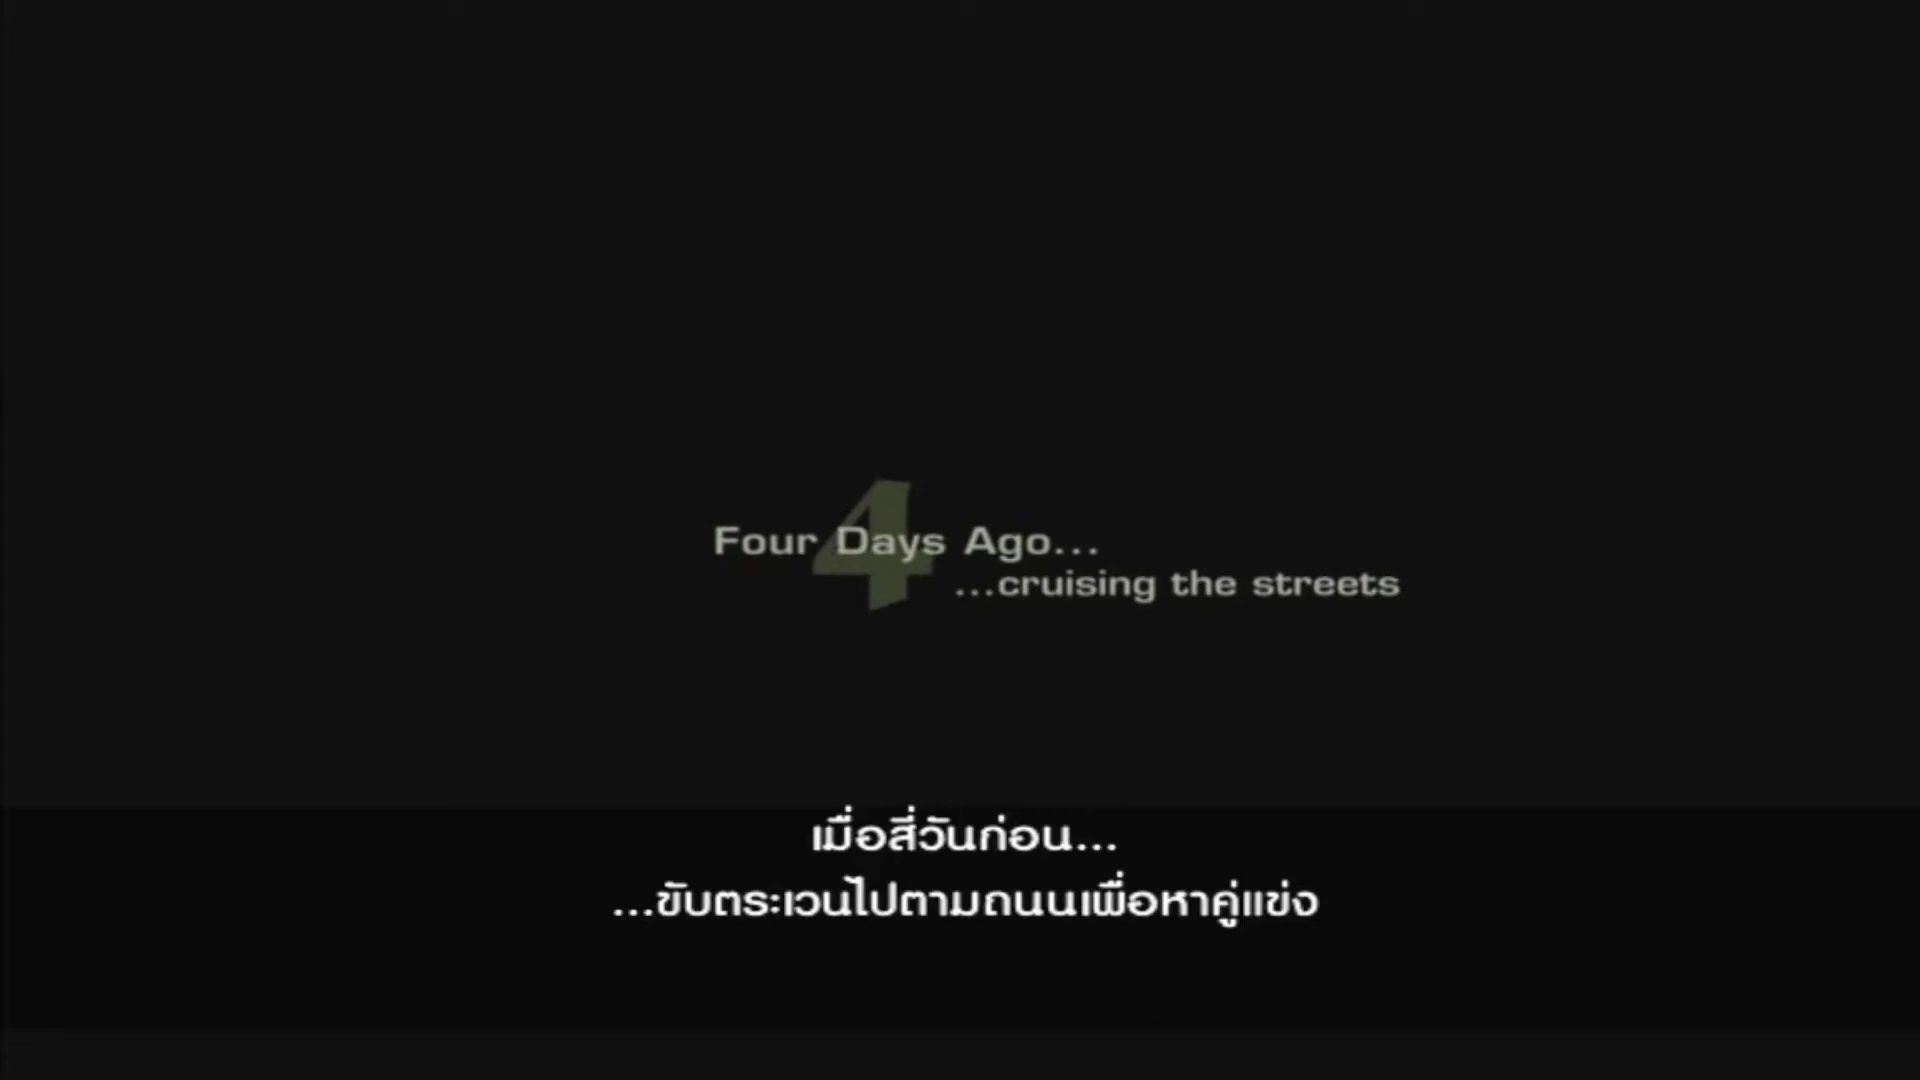 4
Four Days Ago...
...cruising the streets
เมื่อสี่วันก่อน...
...ขับตระเวนไปตามถนนเพื่อหาคู่แข่ง